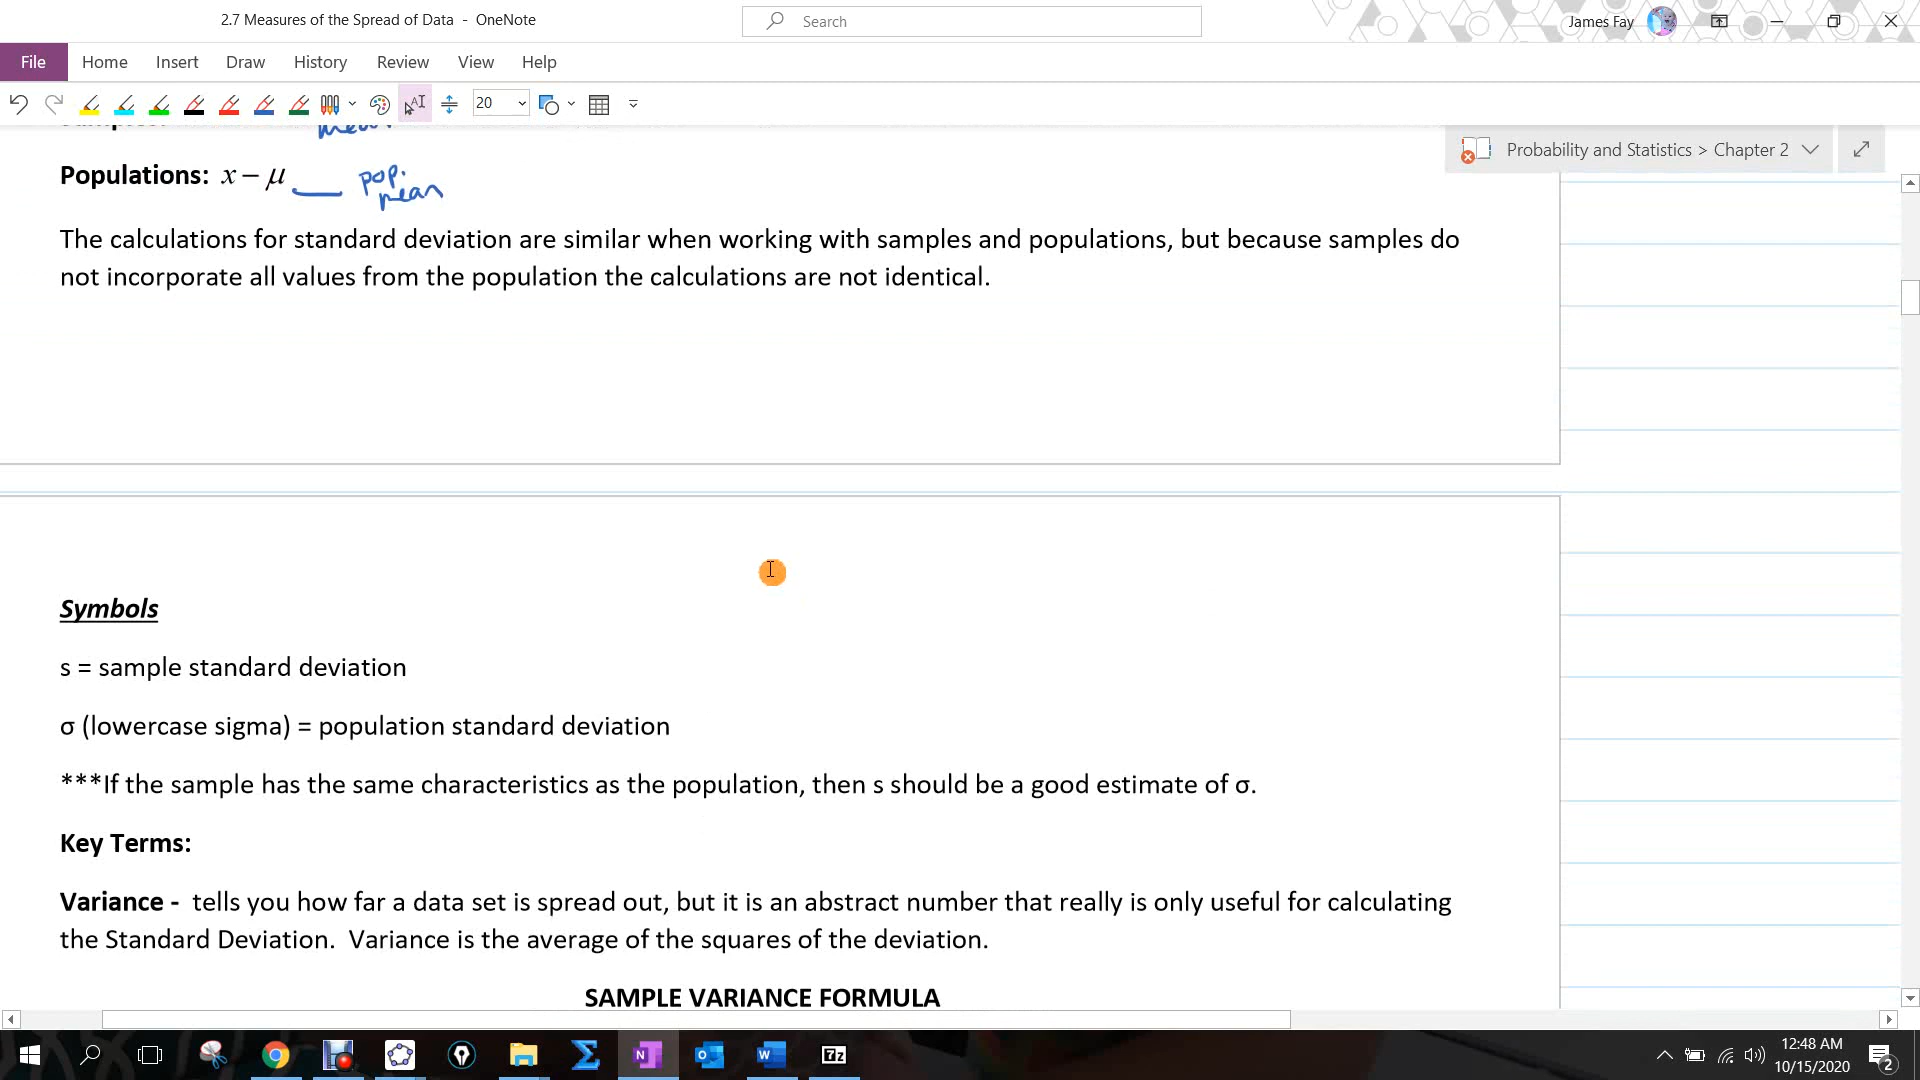 2.7 Measures of the Spread of Data - OneNote
Search
James Fay
File Home Insert Draw History Review View Help
20
Probability and Statistics > Chapter 2
Populations: x − μ pop.
mean
The calculations for standard deviation are similar when working with samples and populations, but because samples do
not incorporate all values from the population the calculations are not identical.
Symbols
s = sample standard deviation
σ (lowercase sigma) = population standard deviation
***If the sample has the same characteristics as the population, then s should be a good estimate of σ.
Key Terms:
Variance - tells you how far a data set is spread out, but it is an abstract number that really is only useful for calculating
the Standard Deviation. Variance is the average of the squares of the deviation.
SAMPLE VARIANCE FORMULA
12:48 AM
10/15/2020
2